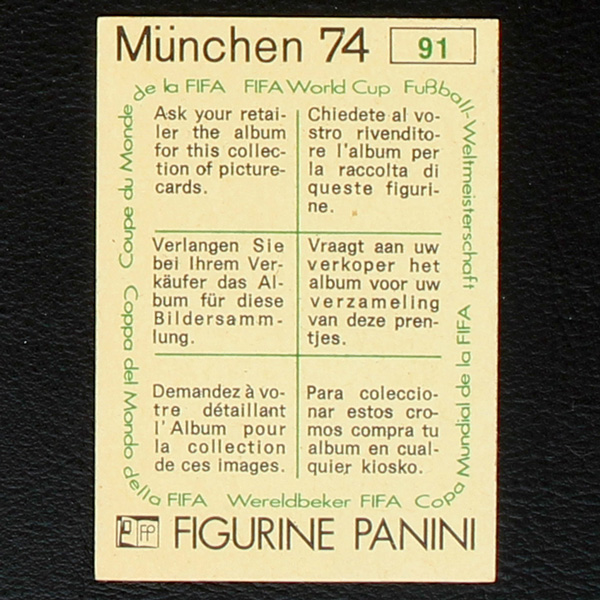 München 74 91
de la FIFA FIFA World Cup Fußball-Weltmeisterschaft
Ask your retai-
ler the album
for this collec-
tion of picture-
cards.
Chiedete al vo-
stro rivendito-
re l'album per
la raccolta di
queste figuri-
ne.
Verlangen Sie
bei Ihrem Ver-
käufer das Al-
bum für diese
Bildersamm-
lung.
Vraagt aan uw
verkoper het
album voor uw
verzameling
van deze pren-
tjes.
Demandez à vo-
tre détaillant
l'Album pour
la collection
de ces images.
Para coleccio-
nar estos cro-
mos compra tu
album en cual-
quier kiosko.
Coupe du Monde
Coppa del Mondo
della FIFA Wereldbeker FIFA Copa Mundial de la FIFA
FP FIGURINE PANINI